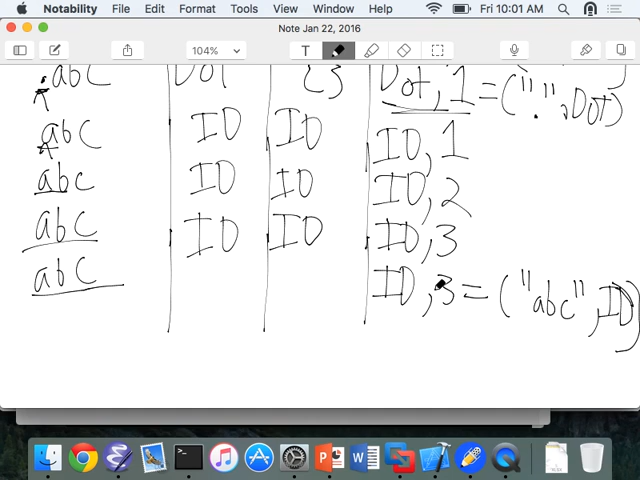 Notability File Edit Format View Window Help Fri 10:01 AM
Note Jan 22, 2016
104% T
.abc Dot {} Dot, 1 = (".", Dot)
abc ID ID ID, 1
abc ID ID ID, 2
abc ID ID ID, 3
abc ID, 3 = ("abc", ID)